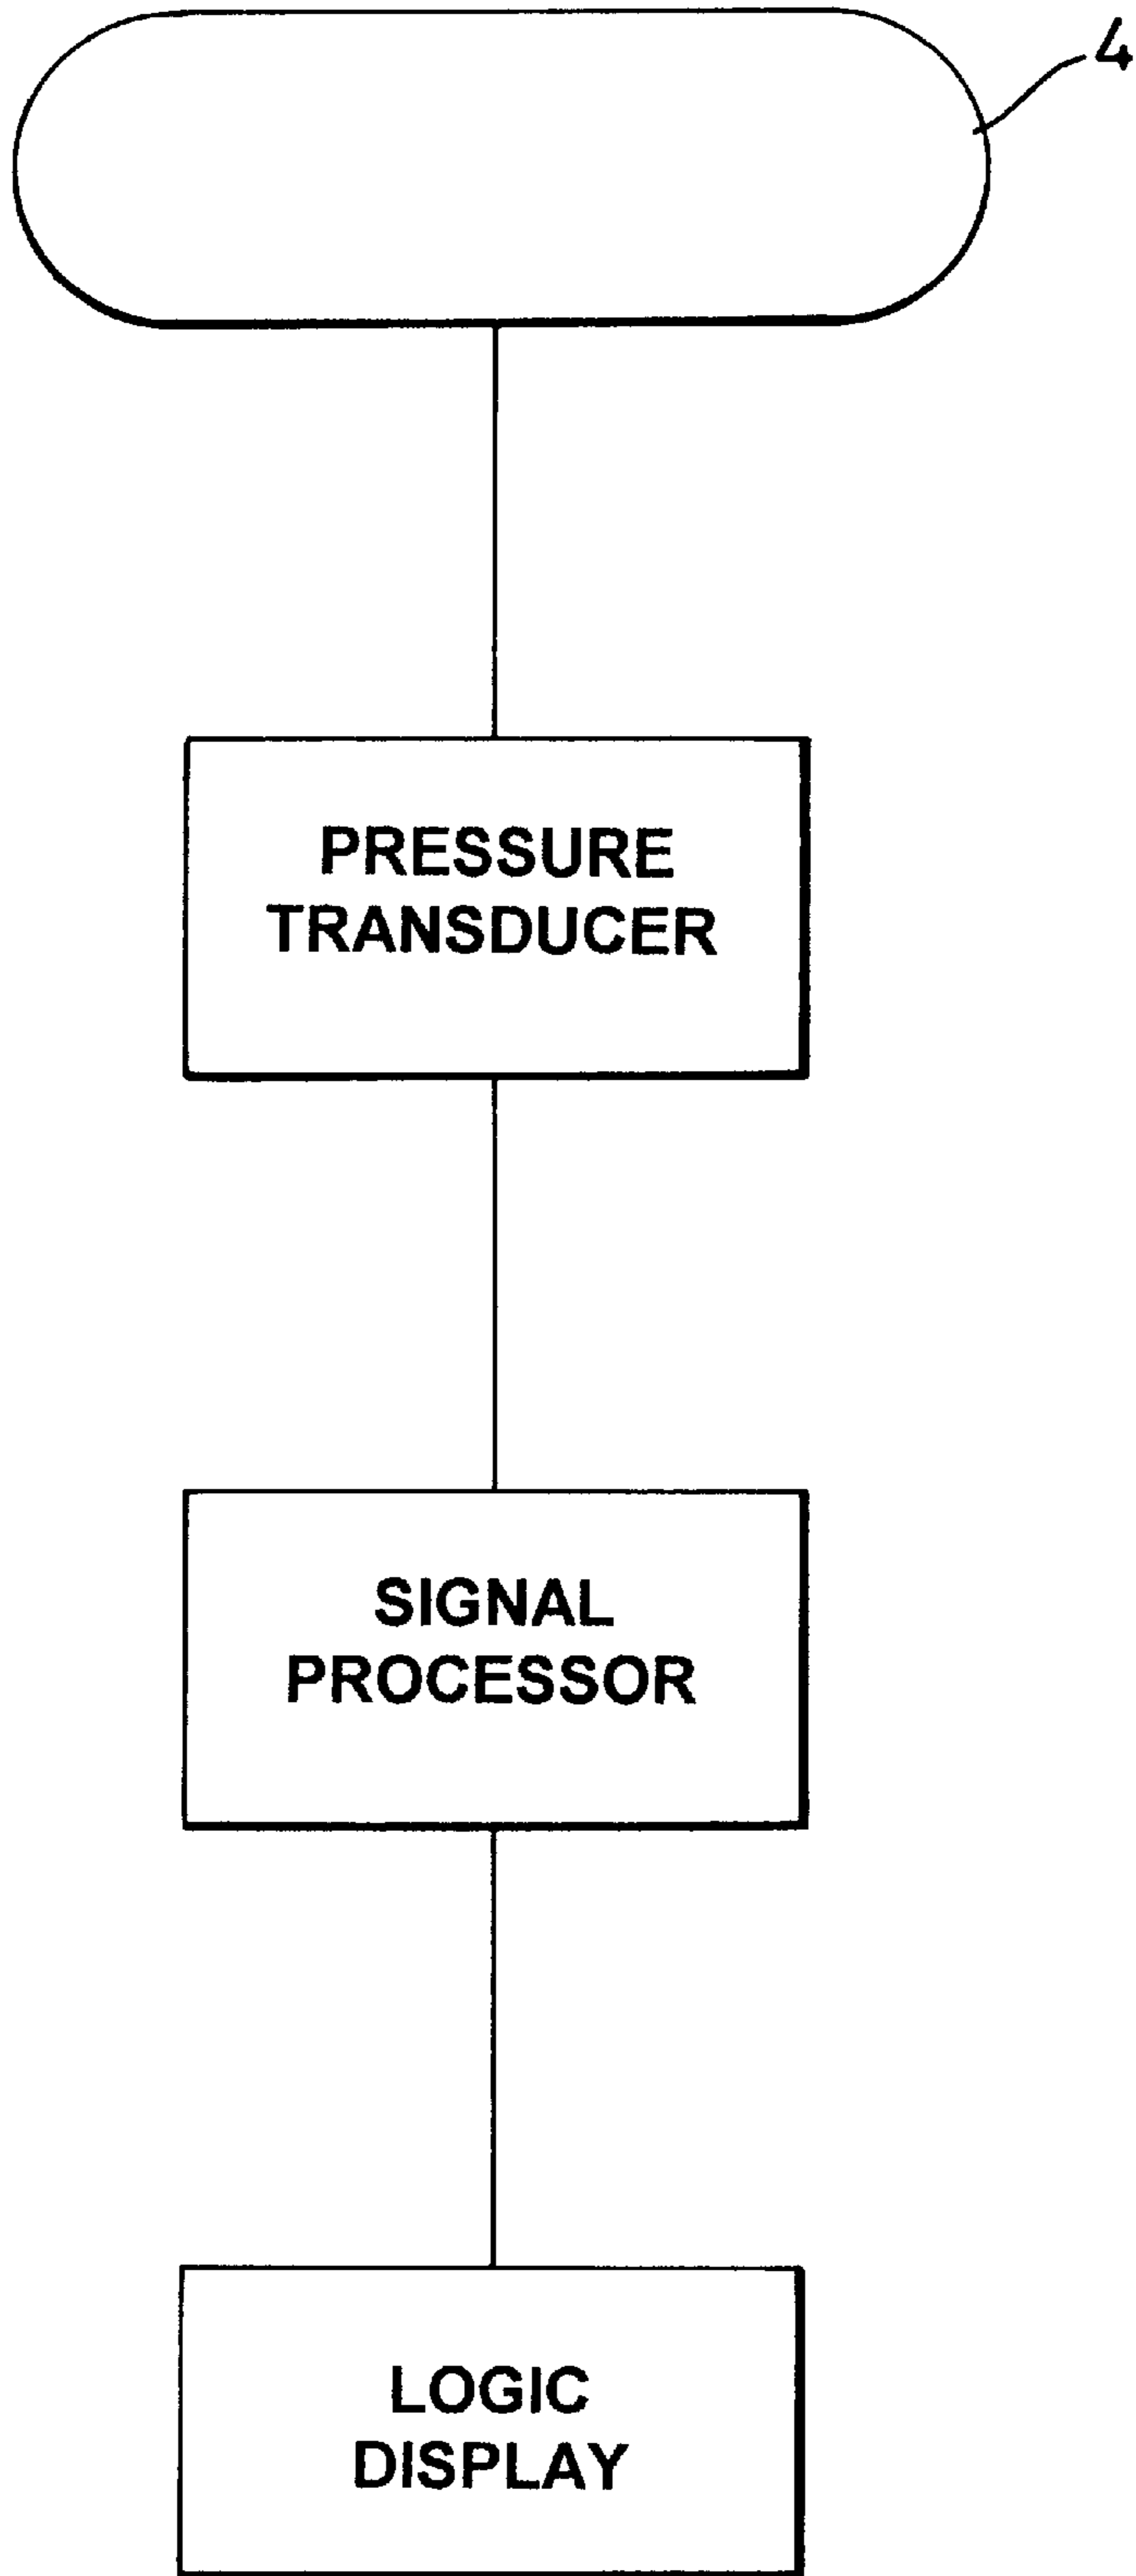 4
PRESSURE
TRANSDUCER
SIGNAL
PROCESSOR
LOGIC
DISPLAY